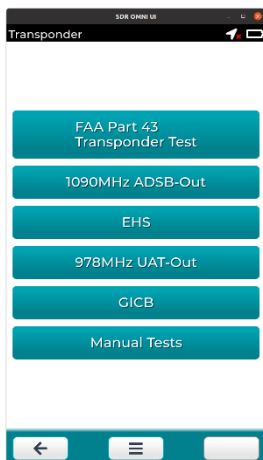 SDR OMNI UI
Transponder
FAA Part 43
Transponder Test
1090MHz ADSB-Out
EHS
978MHz UAT-Out
GICB
Manual Tests